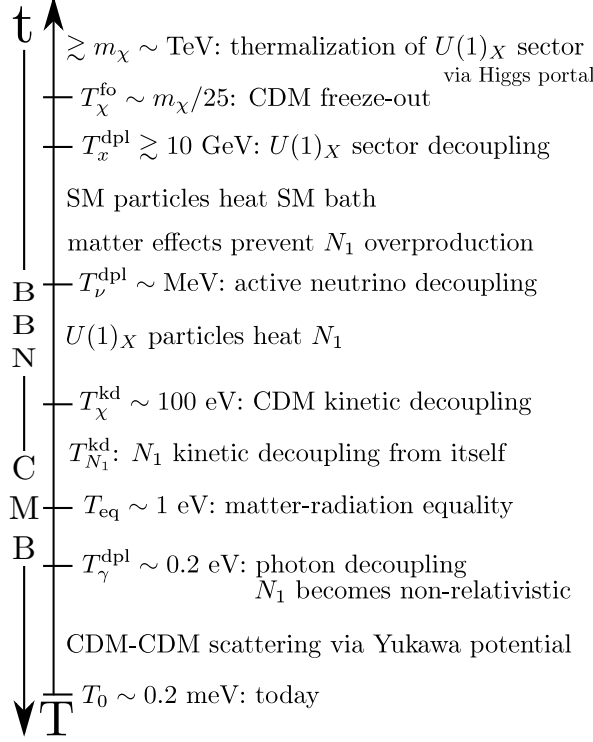 t
≳ m_χ ∼ TeV: thermalization of U(1)_X sector
via Higgs portal
T_χ^fo ∼ m_χ/25: CDM freeze-out
T_x^dpl ≳ 10 GeV: U(1)_X sector decoupling
SM particles heat SM bath
matter effects prevent N_1 overproduction
T_ν^dpl ∼ MeV: active neutrino decoupling
B
B
N
U(1)_X particles heat N_1
T_χ^kd ∼ 100 eV: CDM kinetic decoupling
T_{N_1}^kd: N_1 kinetic decoupling from itself
C
M
B
T_eq ∼ 1 eV: matter-radiation equality
T_γ^dpl ∼ 0.2 eV: photon decoupling
N_1 becomes non-relativistic
CDM-CDM scattering via Yukawa potential
T_0 ∼ 0.2 meV: today
T